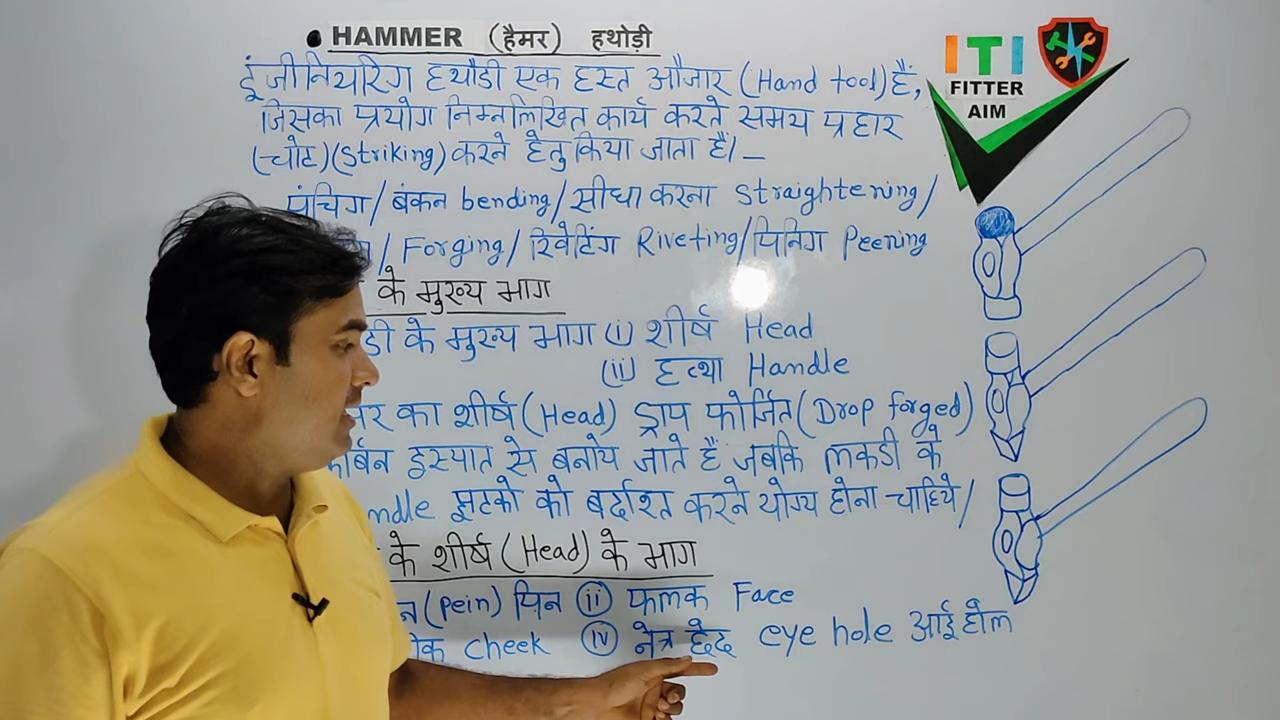 ● HAMMER (हैमर) हथोड़ी
ITI
FITTER
AIM
इंजीनियरिंग हथौडी एक हस्त औजार (Hand tool) हैं,
जिसका प्रयोग निम्नलिखित कार्य करते समय प्रहार
(चोट)(striking) करने हेतु किया जाता हैं।–
पंचिंग/बंकन bending/सीधा करना straightening/
/ Forging/रिवेटिंग Riveting/पिनिंग Peening
के मुख्य भाग
डी के मुख्य भाग (i) शीर्ष Head
(ii) हत्था Handle
मर का शीर्ष (Head) ड्राप फोर्जित (Drop forged)
कार्बन इस्पात से बनाये जाते हैं जबकि लकडी के
ndle झटको को बर्दाश्त करने योग्य होना चाहिये/
के शीर्ष (Head) के भाग
न (pein) पिन (ii) फलक Face
क cheek (iv) नेत्र छेद eye hole आई होल